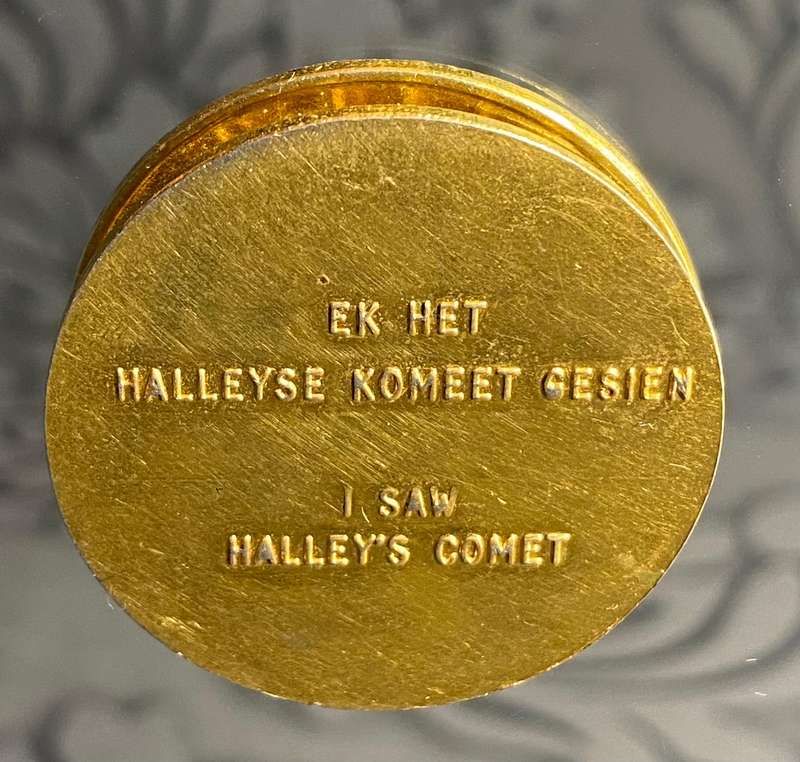 EK HET
HALLEYSE KOMEET GESIEN
I SAW
HALLEY'S COMET